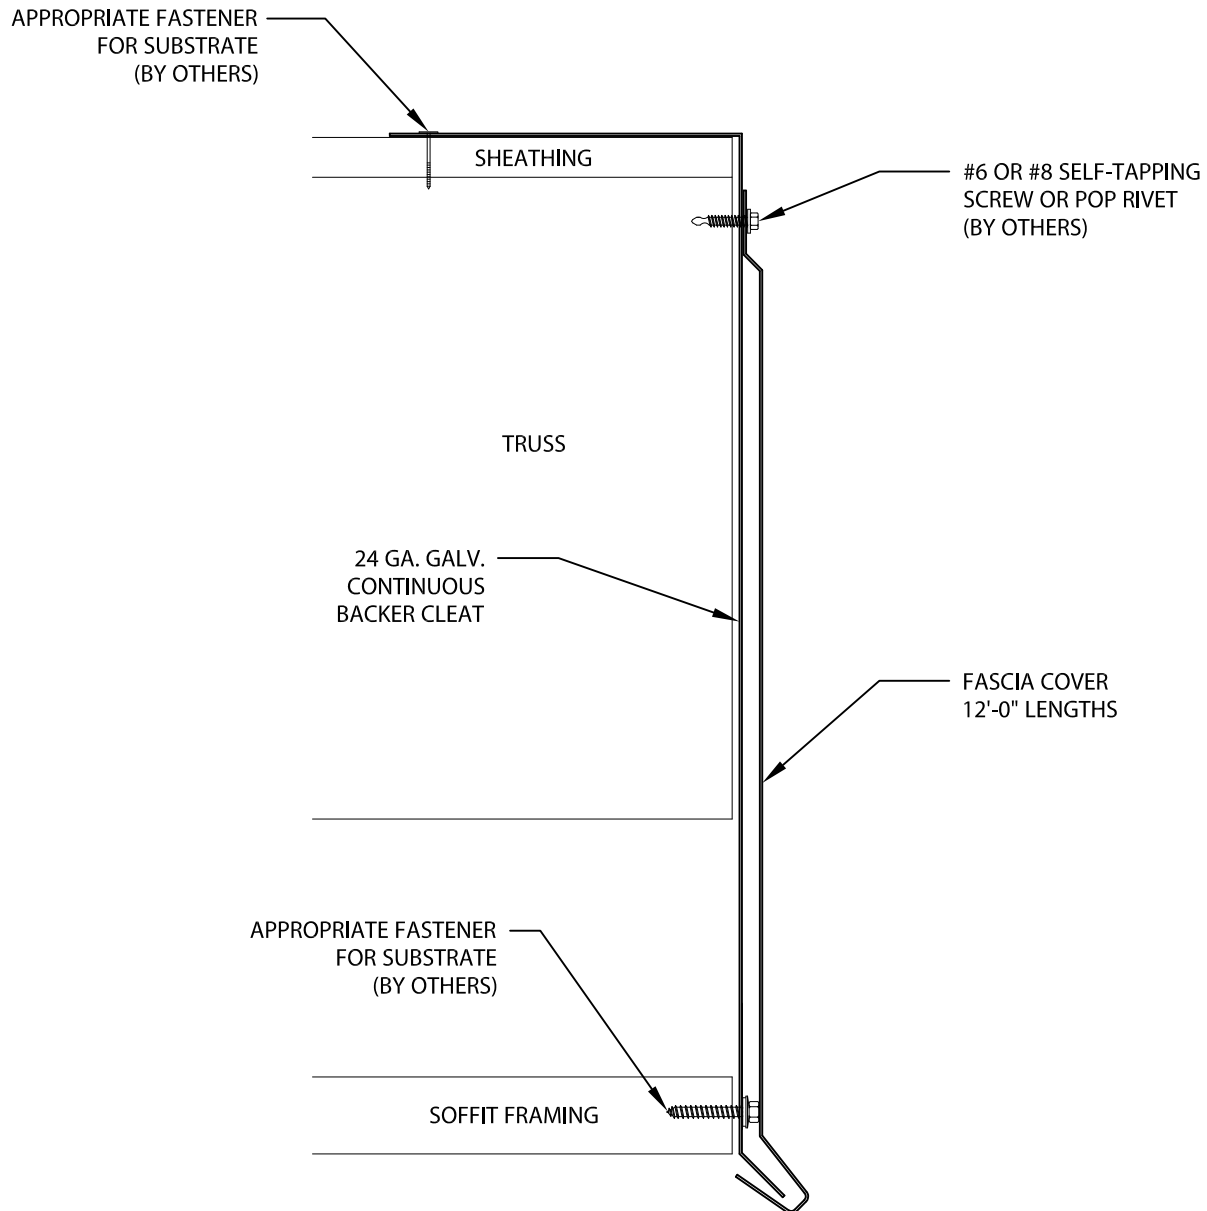 APPROPRIATE FASTENER
FOR SUBSTRATE
(BY OTHERS)
SHEATHING
#6 OR #8 SELF-TAPPING
SCREW OR POP RIVET
(BY OTHERS)
TRUSS
24 GA. GALV.
CONTINUOUS
BACKER CLEAT
FASCIA COVER
12'-0" LENGTHS
APPROPRIATE FASTENER
FOR SUBSTRATE
(BY OTHERS)
SOFFIT FRAMING